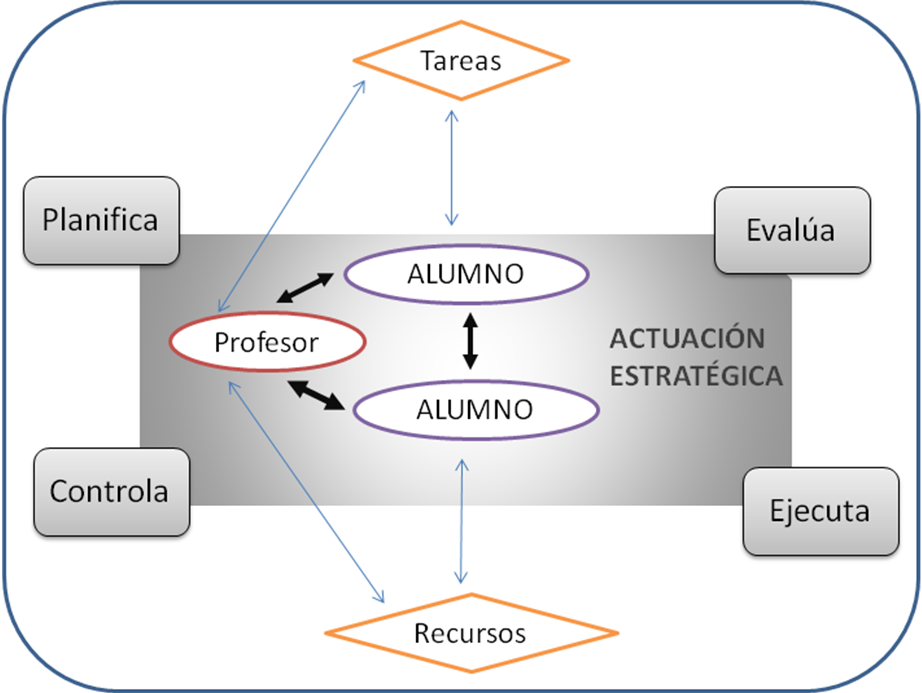 Tareas
Planifica
Evalúa
ALUMNO
Profesor
ACTUACIÓN
ESTRATÉGICA
ALUMNO
Controla
Ejecuta
Recursos